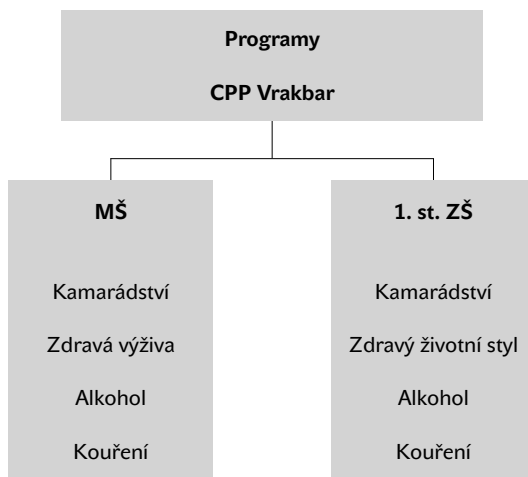 Programy
CPP Vrakbar
MŠ
Kamarádství
Zdravá výživa
Alkohol
Kouření
1. st. ZŠ
Kamarádství
Zdravý životní styl
Alkohol
Kouření